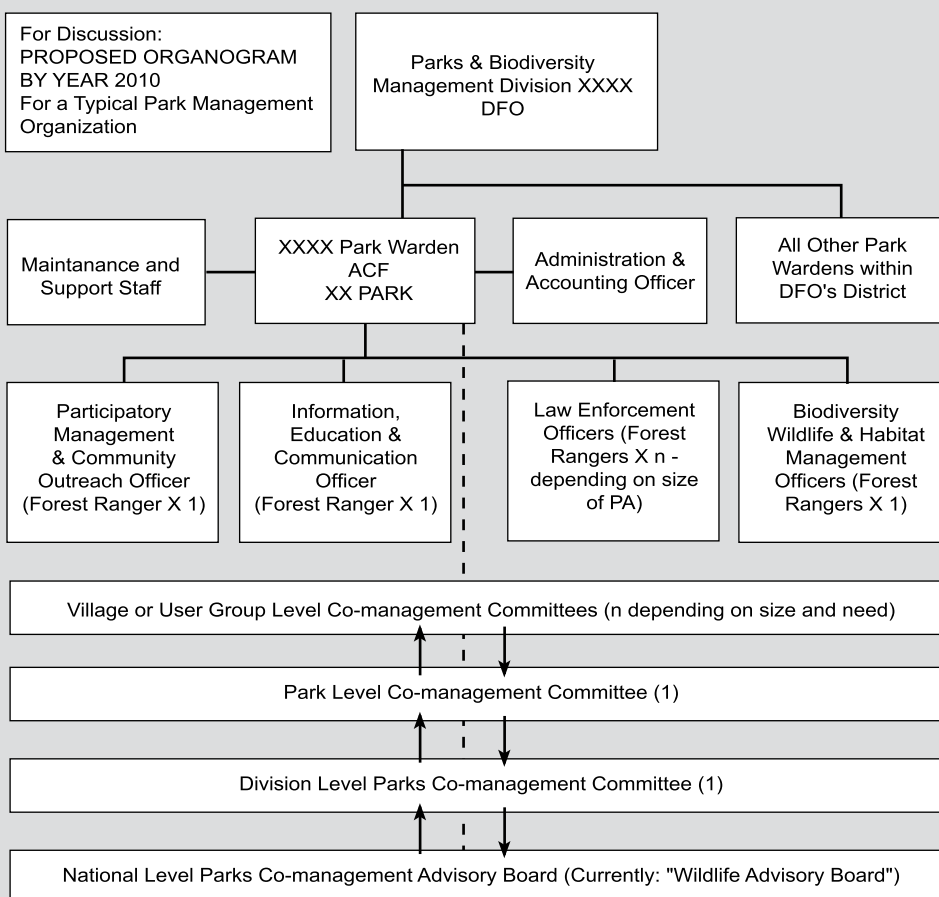 For Discussion:
PROPOSED ORGANOGRAM
BY YEAR 2010
For a Typical Park Management
Organization
Parks & Biodiversity
Management Division XXXX
DFO
Maintanance and
Support Staff
XXXX Park Warden
ACF
XX PARK
Administration &
Accounting Officer
All Other Park
Wardens within
DFO's District
Participatory
Management
& Community
Outreach Officer
(Forest Ranger X 1)
Information,
Education &
Communication
Officer
(Forest Ranger X 1)
Law Enforcement
Officers (Forest
Rangers X n -
depending on size
of PA)
Biodiversity
Wildlife & Habitat
Management
Officers (Forest
Rangers X 1)
Village or User Group Level Co-management Committees (n depending on size and need)
Park Level Co-management Committee (1)
Division Level Parks Co-management Committee (1)
National Level Parks Co-management Advisory Board (Currently: "Wildlife Advisory Board")